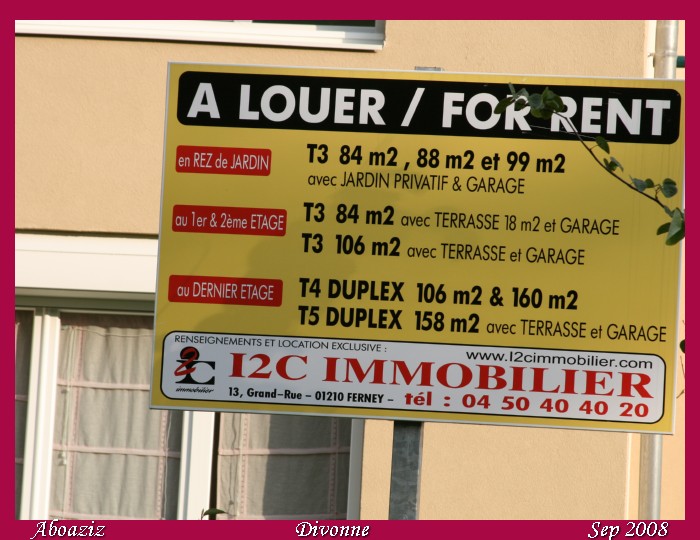 A LOUER / FOR RENT
en REZ de JARDIN
T3 84 m2 , 88 m2 et 99 m2
avec JARDIN PRIVATIF & GARAGE
au 1er & 2ème ETAGE
T3 84 m2 avec TERRASSE 18 m2 et GARAGE
T3 106 m2 avec TERRASSE et GARAGE
au DERNIER ETAGE
T4 DUPLEX 106 m2 & 160 m2
T5 DUPLEX 158 m2 avec TERRASSE et GARAGE
RENSEIGNEMENTS ET LOCATION EXCLUSIVE :
www.I2cimmobilier.com
i2C
immobilier
I2C IMMOBILIER
13, Grand-Rue - 01210 FERNEY - tél : 04 50 40 40 20
Aboaziz Divonne Sep 2008